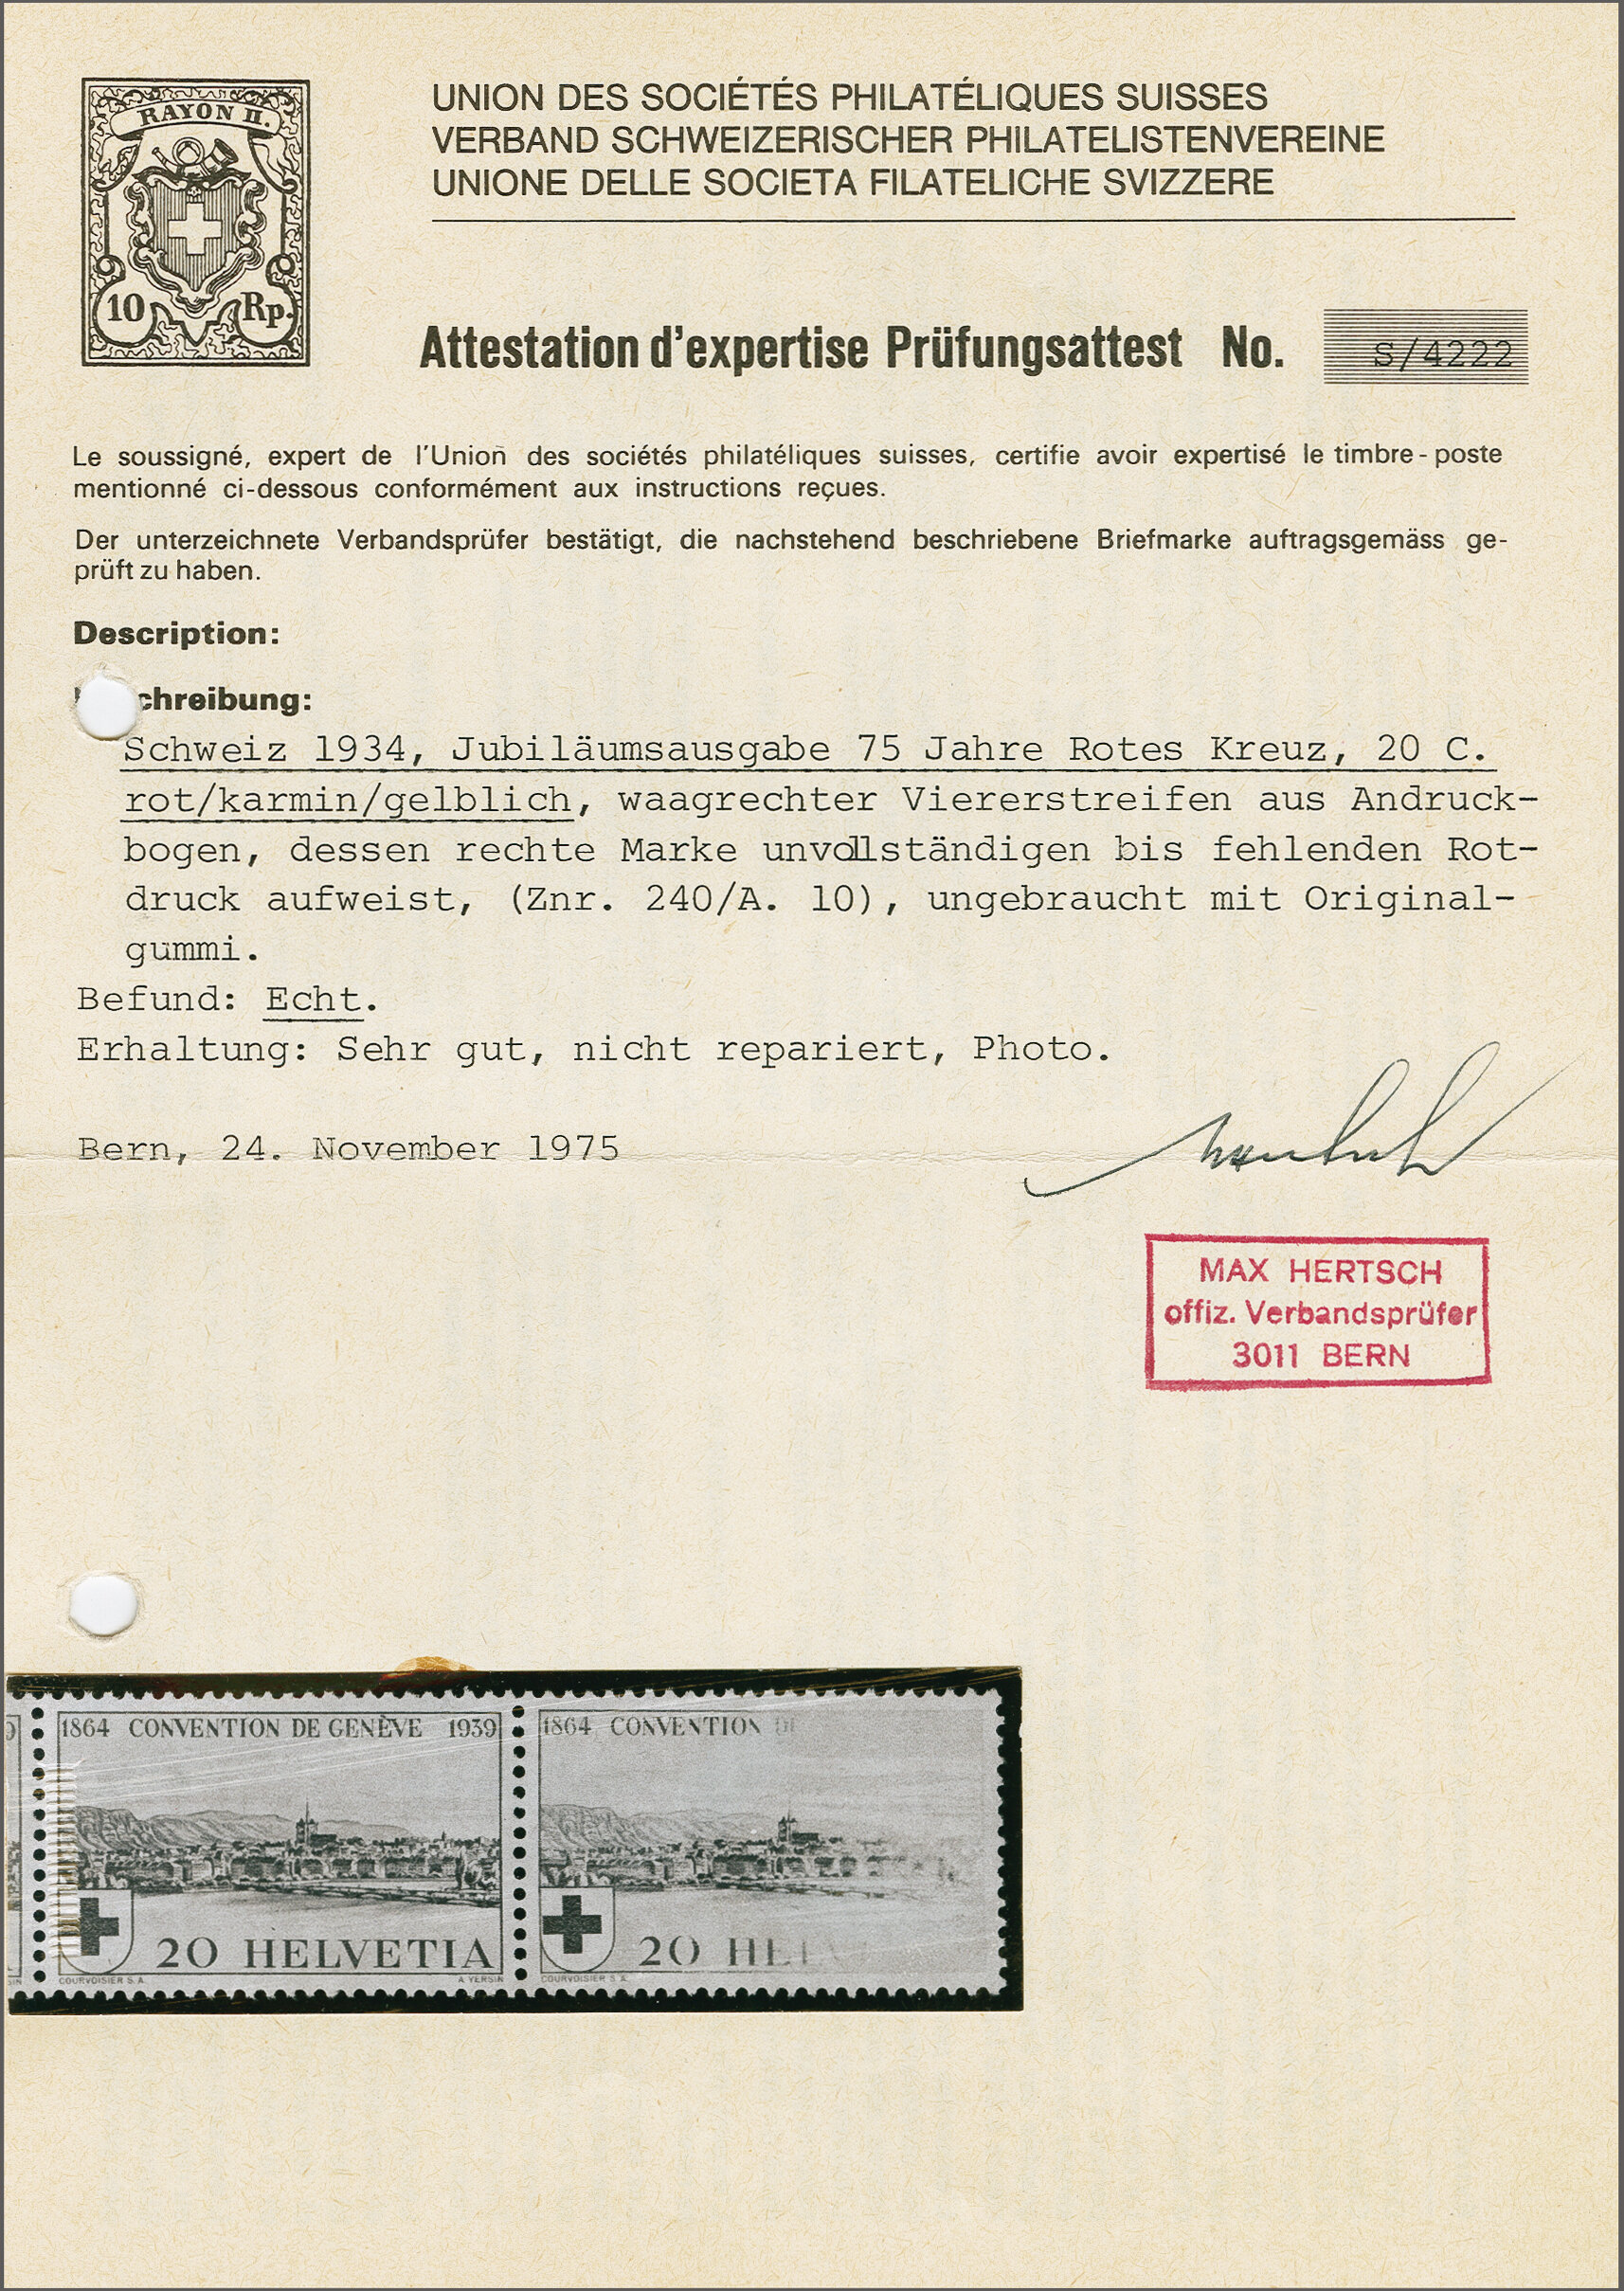 RAYON II.
10 Rp.
UNION DES SOCIÉTÉS PHILATÉLIQUES SUISSES
VERBAND SCHWEIZERISCHER PHILATELISTENVEREINE
UNIONE DELLE SOCIETA FILATELICHE SVIZZERE
Attestation d'expertise Prüfungsattest No. S/4222
Le soussigné, expert de l'Union des sociétés philatéliques suisses, certifie avoir expertisé le timbre-poste
mentionné ci-dessous conformément aux instructions reçues.
Der unterzeichnete Verbandsprüfer bestätigt, die nachstehend beschriebene Briefmarke auftragsgemäss ge-
prüft zu haben.
Description:
chreibung:
Schweiz 1934, Jubiläumsausgabe 75 Jahre Rotes Kreuz, 20 C.
rot/karmin/gelblich, waagrechter Viererstreifen aus Andruck-
bogen, dessen rechte Marke unvollständigen bis fehlenden Rot-
druck aufweist, (Znr. 240/A. 10), ungebraucht mit Original-
gummi.
Befund: Echt.
Erhaltung: Sehr gut, nicht repariert, Photo.
Bern, 24. November 1975
MAX HERTSCH
offiz. Verbandsprüfer
3011 BERN
1864 CONVENTION DE GENÈVE 1939
20 HELVETIA
COURVOISIER S.A. A. YERSIN
1864 CONVENTION DE
20 HEL
COURVOISIER S.A.